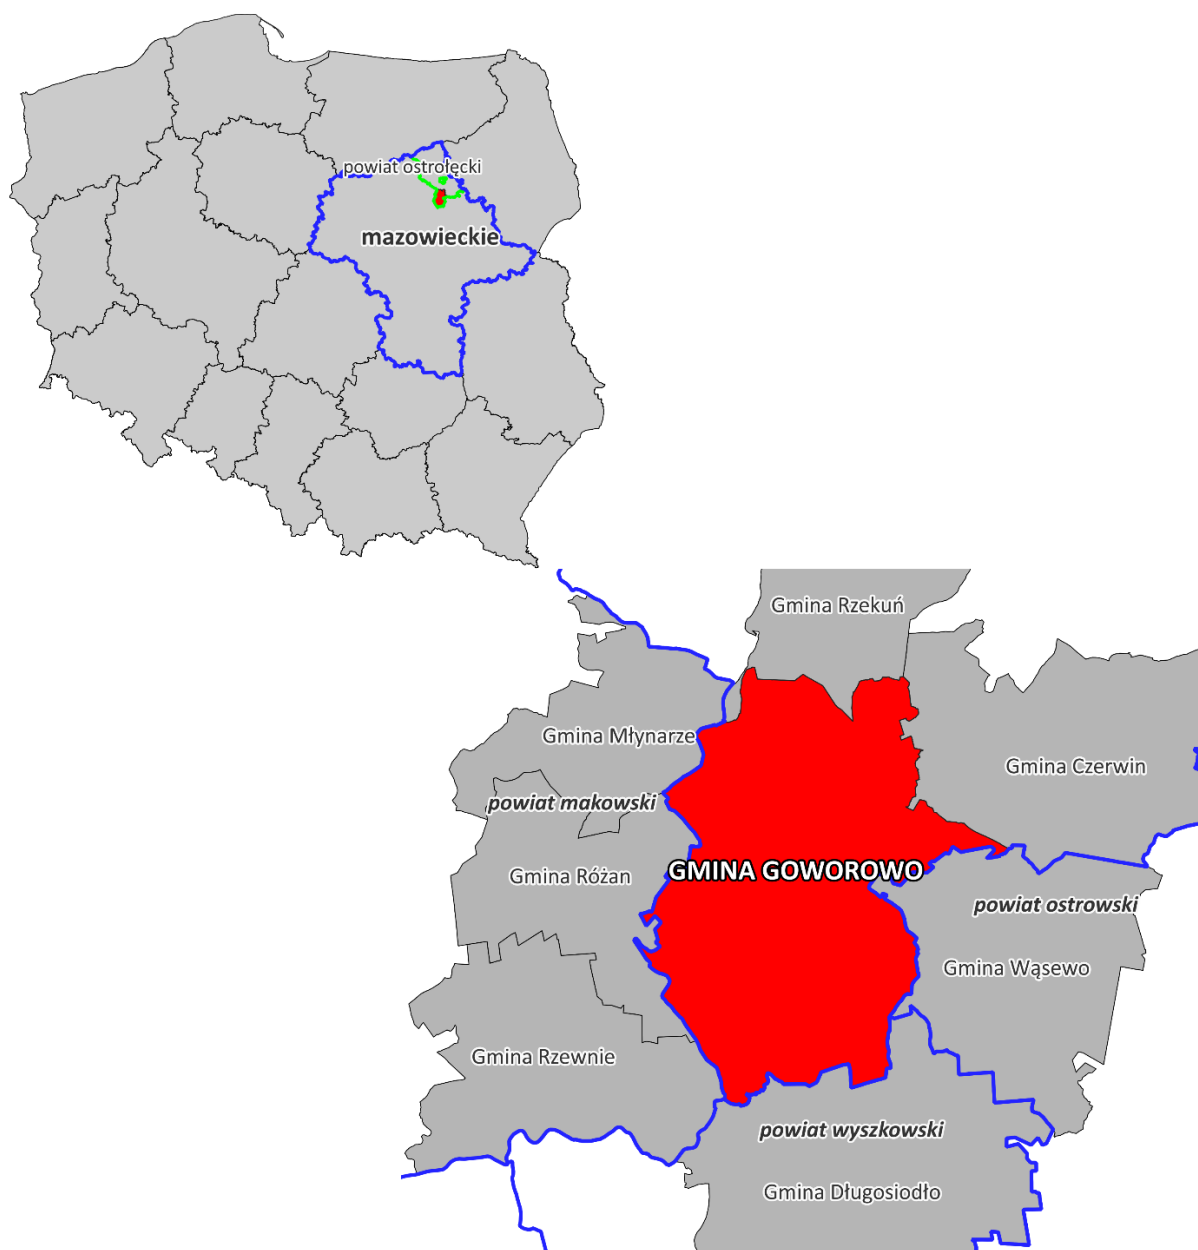 powiat ostrołęcki
mazowieckie
Gmina Rzekuń
Gmina Młynarze
Gmina Czerwin
powiat makowski
GMINA GOWOROWO
Gmina Różan
powiat ostrowski
Gmina Wąsewo
Gmina Rzewnie
powiat wyszkowski
Gmina Długosiodło